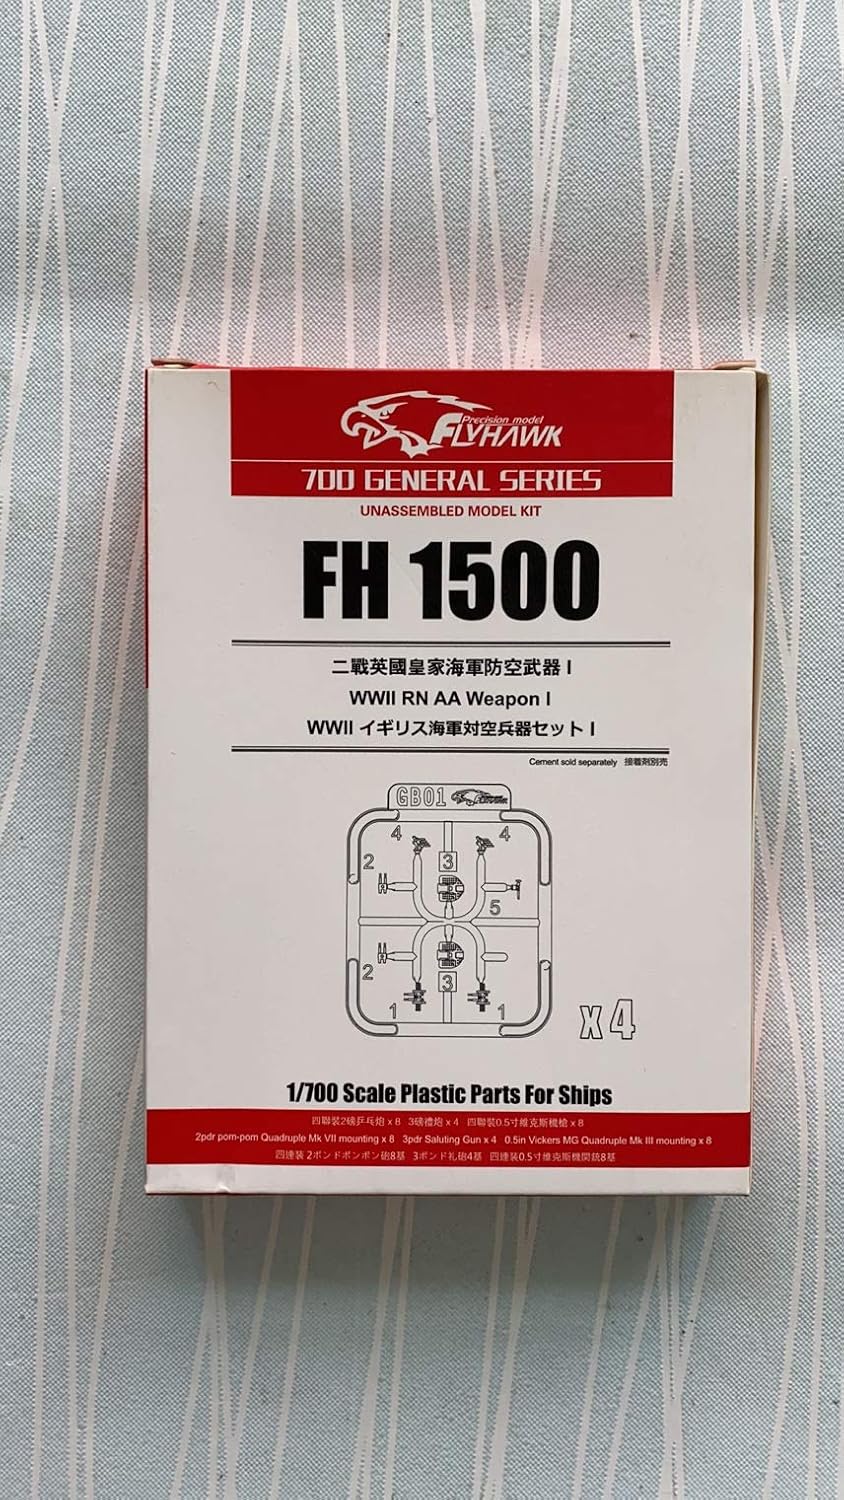 Precision model
FLYHAWK
700 GENERAL SERIES
UNASSEMBLED MODEL KIT
FH 1500
二戰英國皇家海軍防空武器 I
WWII RN AA Weapon I
WWII イギリス海軍対空兵器セット I
Cement sold separately 接着剤別売
GB01 FLYHAWK
4 4
2 3
5
2 3
1 1
X 4
1/700 Scale Plastic Parts For Ships
四聯裝2磅乒乓炮 x 8 3磅禮炮 x 4 四聯裝0.5寸維克斯機槍 x 8
2pdr pom-pom Quadruple Mk VII mounting x 8 3pdr Saluting Gun x 4 0.5in Vickers MG Quadruple Mk III mounting x 8
四連装 2ポンドポンポン砲8基 3ポンド礼砲4基 四連装0.5寸維克斯機関銃8基